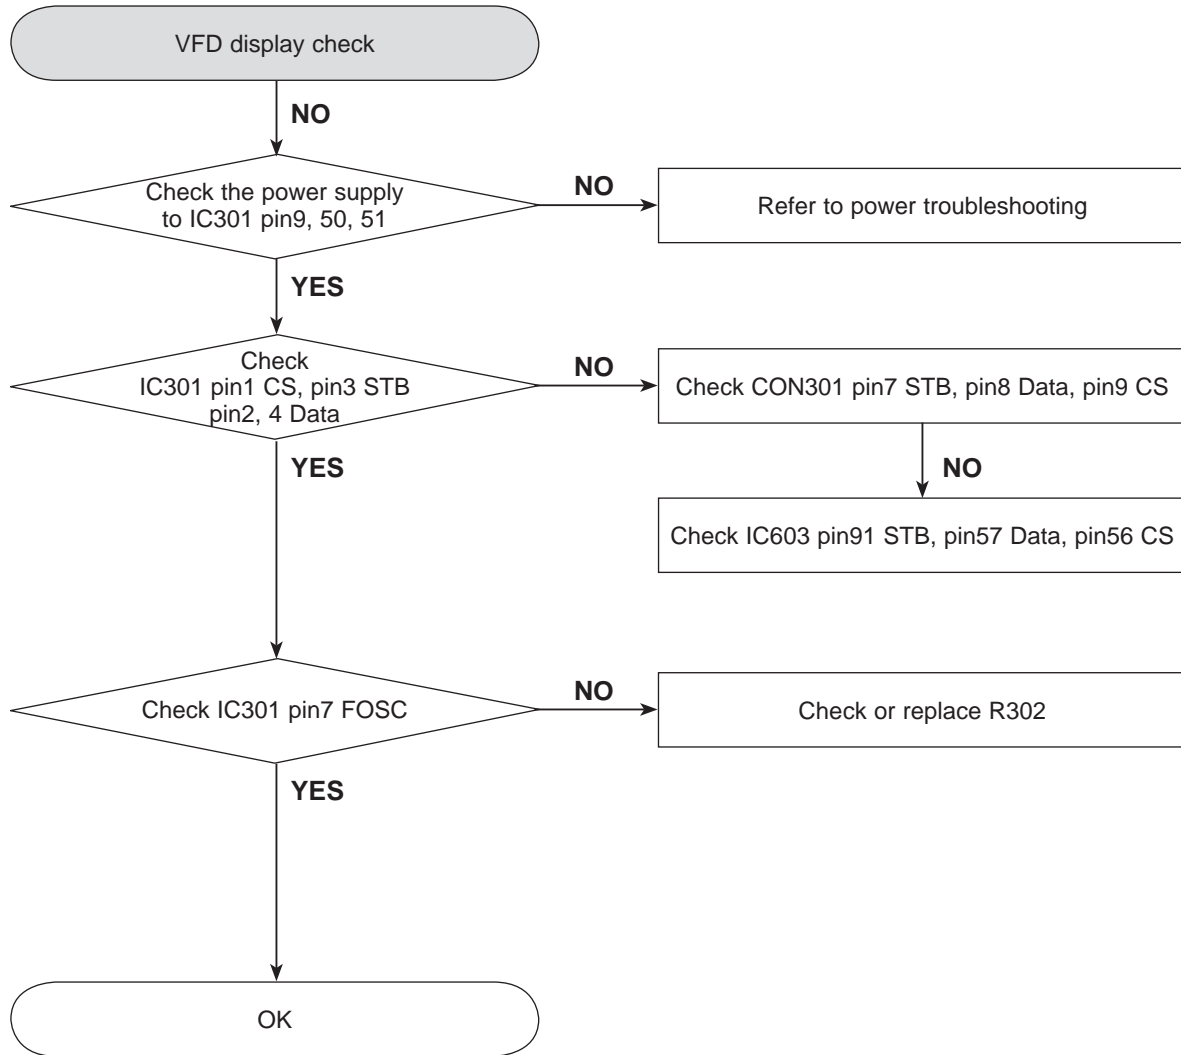 VFD display check
NO
Check the power supply
to IC301 pin9, 50, 51
NO
Refer to power troubleshooting
YES
Check
IC301 pin1 CS, pin3 STB
pin2, 4 Data
NO
Check CON301 pin7 STB, pin8 Data, pin9 CS
YES
NO
Check IC603 pin91 STB, pin57 Data, pin56 CS
Check IC301 pin7 FOSC
NO
Check or replace R302
YES
OK